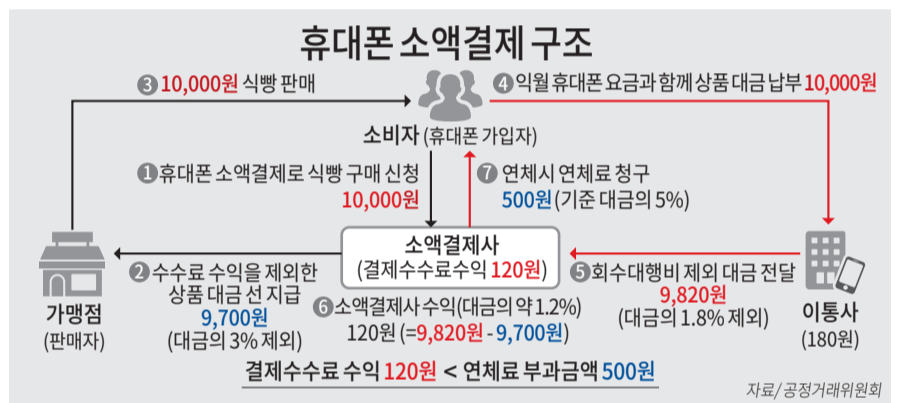 휴대폰 소액결제 구조
③ 10,000원 식빵 판매
④ 익월 휴대폰 요금과 함께 상품 대금 납부 10,000원
소비자 (휴대폰 가입자)
① 휴대폰 소액결제로 식빵 구매 신청
10,000원
⑦ 연체시 연체료 청구
500원 (기준 대금의 5%)
소액결제사
(결제수수료수익 120원)
가맹점
(판매자)
② 수수료 수익을 제외한
상품 대금 선 지급
9,700원
(대금의 3% 제외)
⑥ 소액결제사 수익(대금의 약 1.2%)
120원 (=9,820원 - 9,700원)
⑤ 회수대행비 제외 대금 전달
9,820원
(대금의 1.8% 제외)
이통사
(180원)
결제수수료 수익 120원 < 연체료 부과금액 500원
자료/ 공정거래위원회